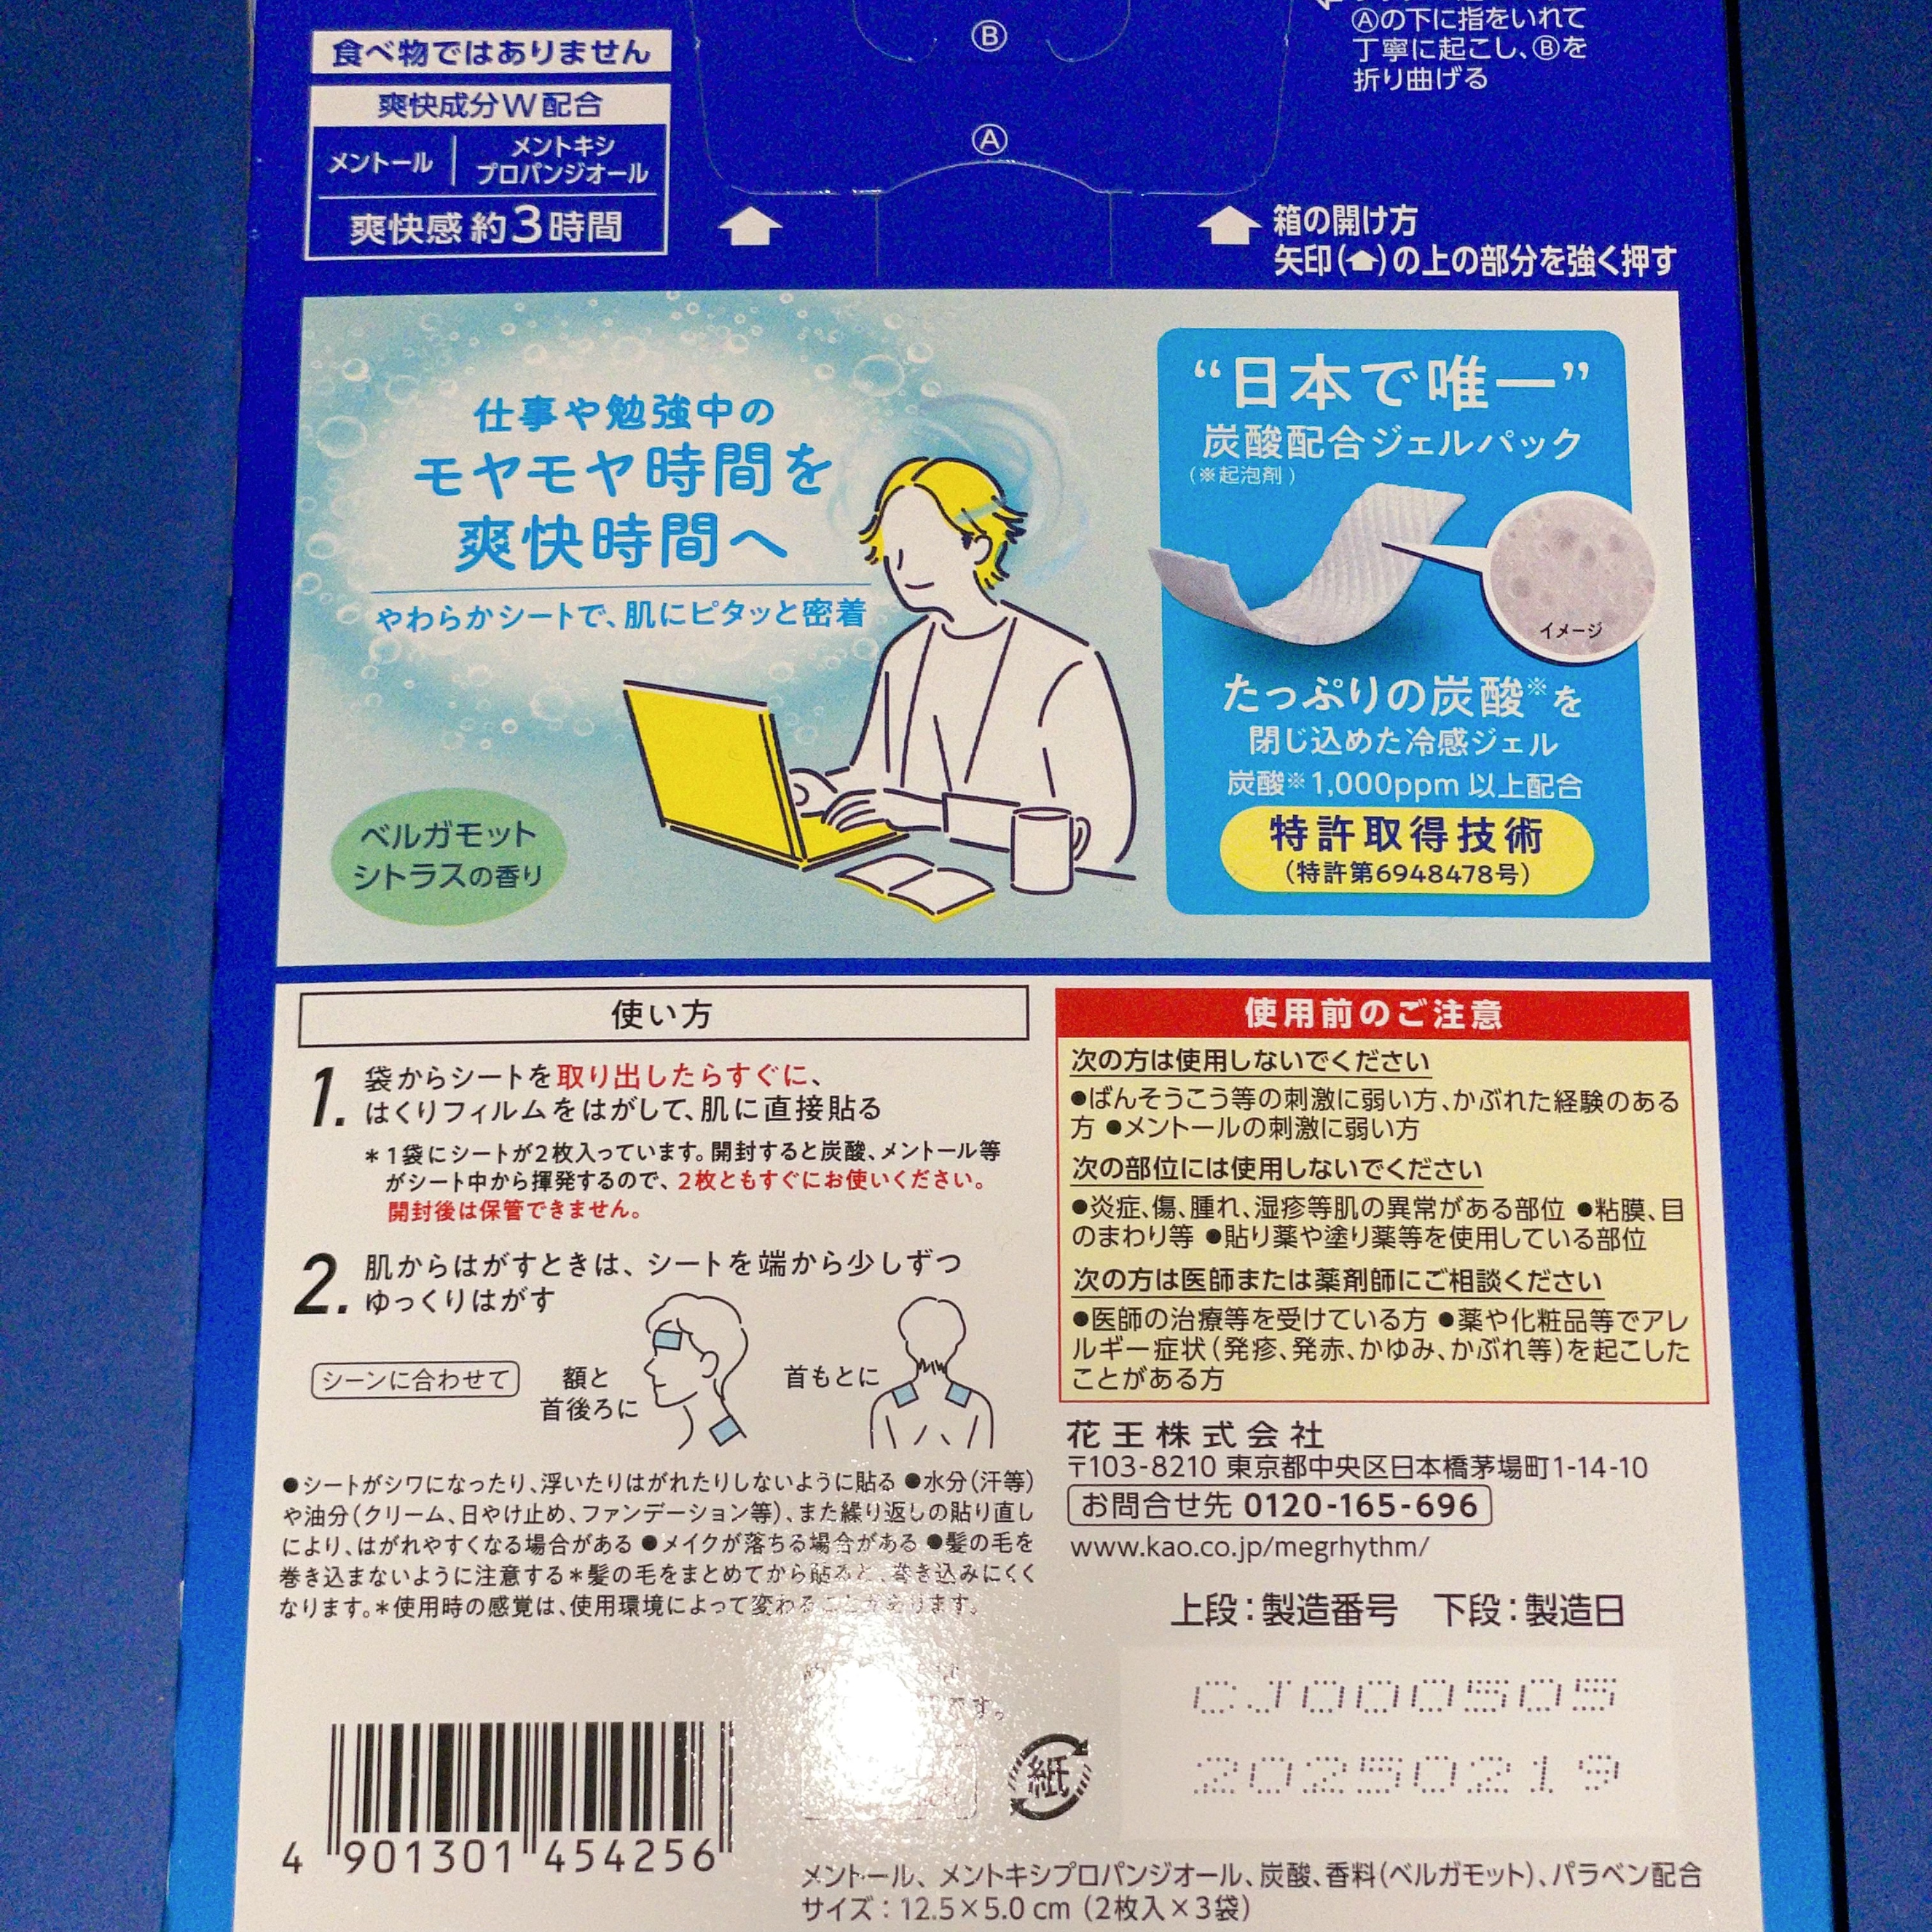 Ⓐの下に指をいれて
丁寧に起こし、Ⓑを
折り曲げる
Ⓑ
Ⓐ
食べ物ではありません
爽快成分W配合
メントール
メントキシ
プロパンジオール
爽快感 約3時間
箱の開け方
矢印(⬆)の上の部分を強く押す
仕事や勉強中の
モヤモヤ時間を
爽快時間へ
やわらかシートで、肌にピタッと密着
ベルガモット
シトラスの香り
“日本で唯一”
炭酸配合ジェルパック
(※起泡剤)
イメージ
たっぷりの炭酸※を
閉じ込めた冷感ジェル
炭酸※1,000ppm 以上配合
特許取得技術
(特許第6948478号)
使い方
1. 袋からシートを取り出したらすぐに、
はくりフィルムをはがして、肌に直接貼る
*1袋にシートが2枚入っています。開封すると炭酸、メントール等
がシート中から揮発するので、2枚ともすぐにお使いください。
開封後は保管できません。
2. 肌からはがすときは、シートを端から少しずつ
ゆっくりはがす
シーンに合わせて
額と
首後ろに
首もとに
●シートがシワになったり、浮いたりはがれたりしないように貼る ●水分(汗等)
や油分(クリーム、日やけ止め、ファンデーション等)、また繰り返しの貼り直し
により、はがれやすくなる場合がある ●メイクが落ちる場合がある ●髪の毛を
巻き込まないように注意する*髪の毛をまとめてから貼ると、巻き込みにくく
なります。*使用時の感覚は、使用環境によって変わることがあります。
使用前のご注意
次の方は使用しないでください
●ばんそうこう等の刺激に弱い方、かぶれた経験のある
方 ●メントールの刺激に弱い方
次の部位には使用しないでください
●炎症、傷、腫れ、湿疹等肌の異常がある部位 ●粘膜、目
のまわり等 ●貼り薬や塗り薬等を使用している部位
次の方は医師または薬剤師にご相談ください
●医師の治療等を受けている方 ●薬や化粧品等でアレ
ルギー症状(発疹、発赤、かゆみ、かぶれ等)を起こした
ことがある方
花王株式会社
〒103-8210 東京都中央区日本橋茅場町1-14-10
お問合せ先 0120-165-696
www.kao.co.jp/megrhythm/
上段:製造番号 下段:製造日
CJ000505
20250219
紙
4 901301 454256
メントール、メントキシプロパンジオール、炭酸、香料(ベルガモット)、パラベン配合
サイズ:12.5×5.0 cm (2枚入×3袋)